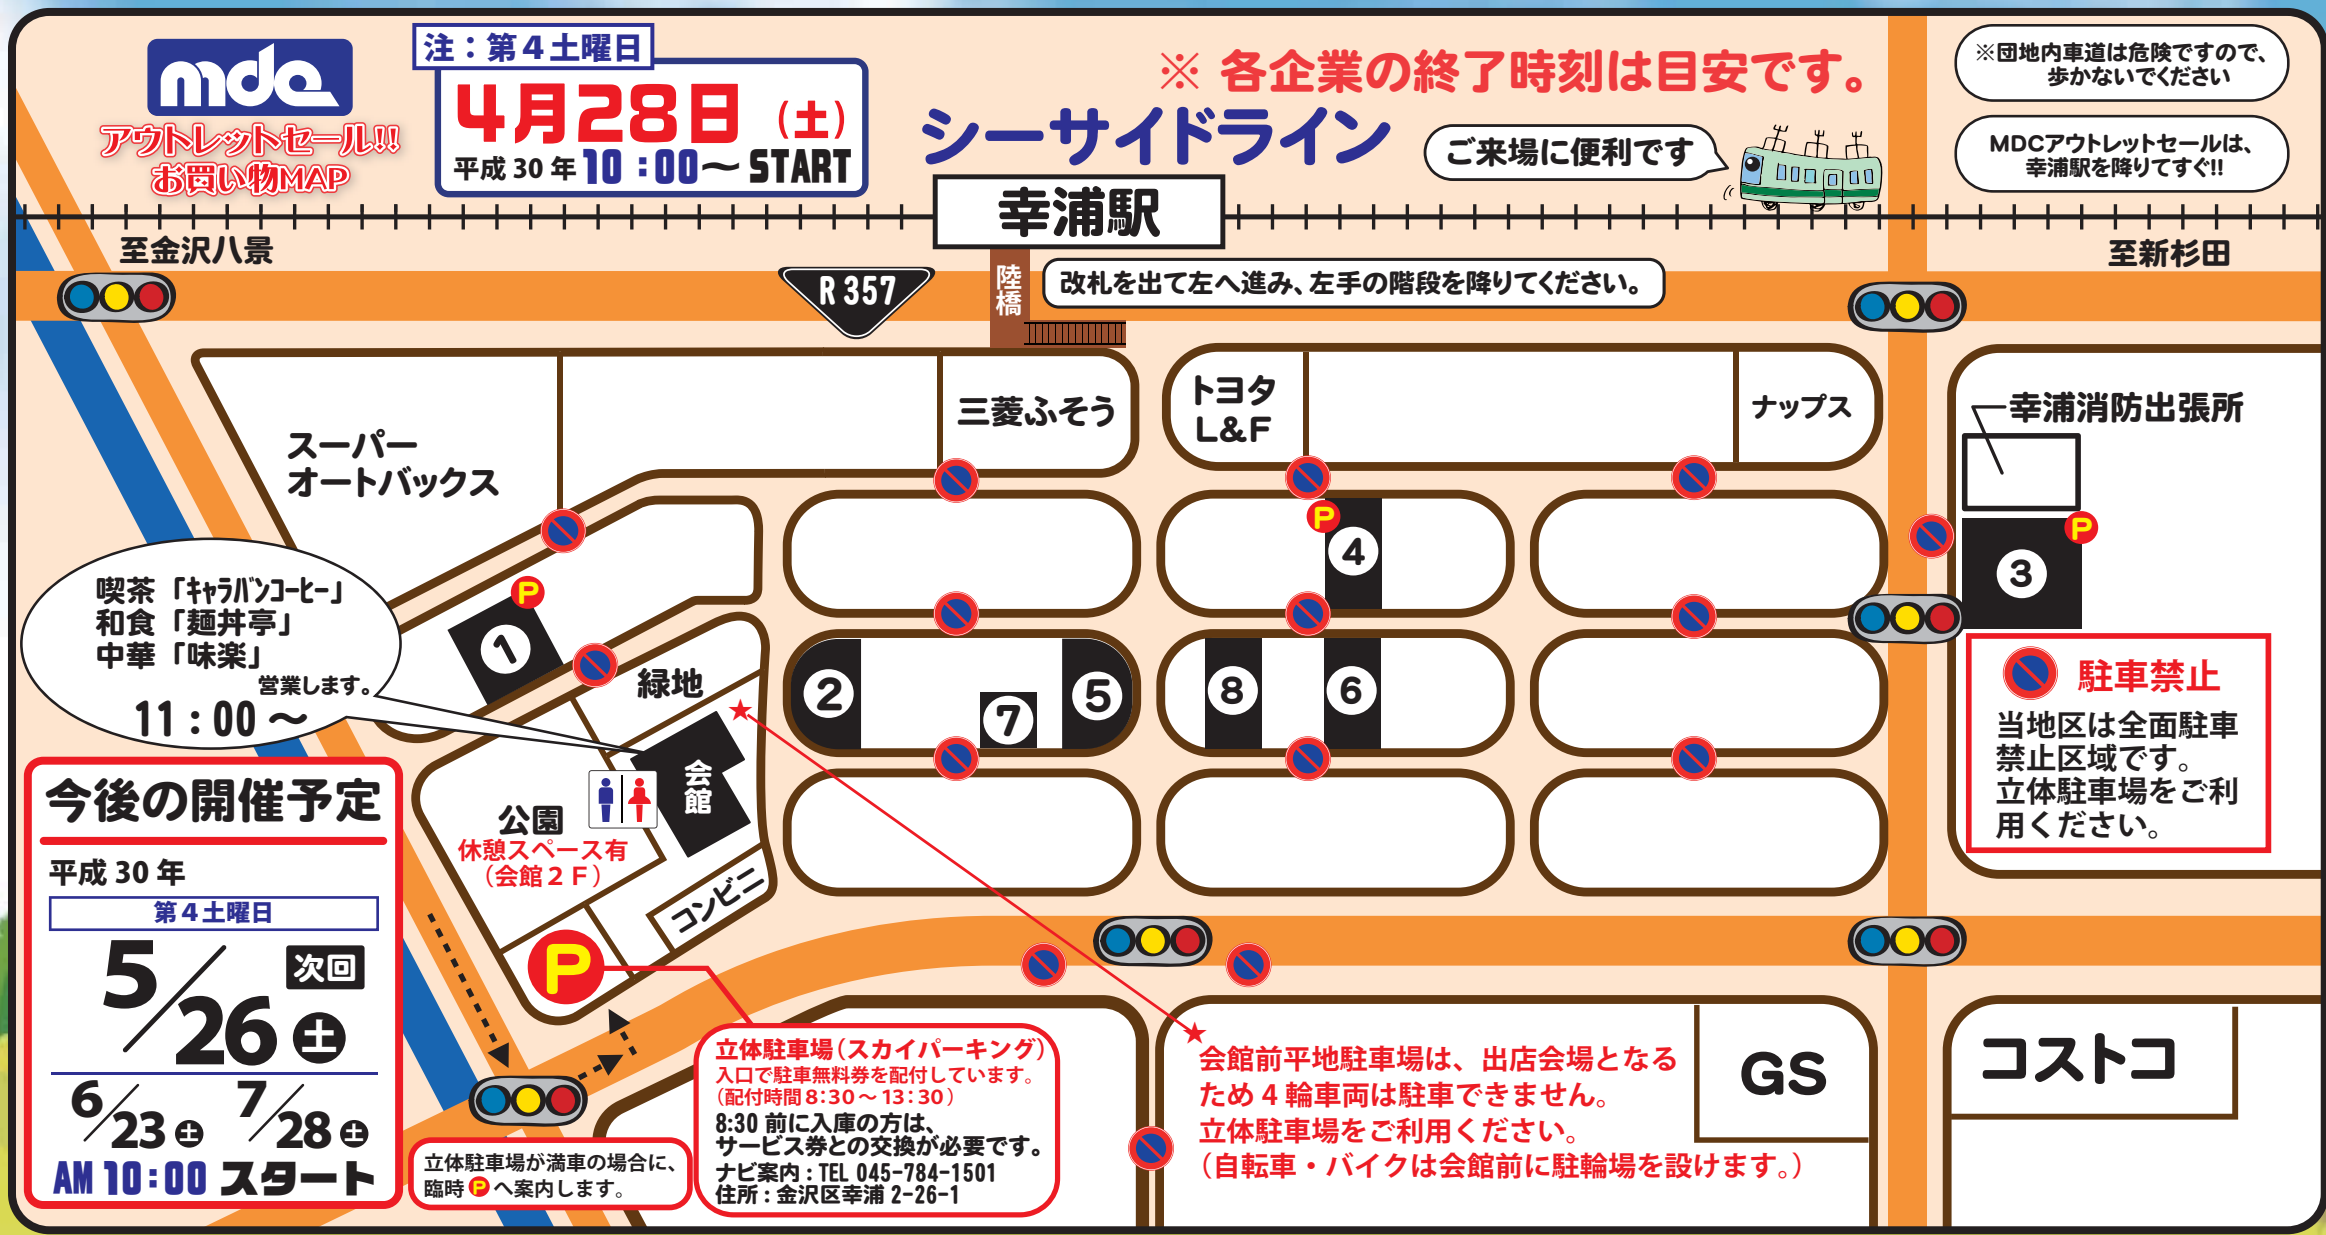 mdc
アウトレットセール!!
お買い物MAP
注：第４土曜日
4月28日（土）
平成 30 年 10：00～ START
※ 各企業の終了時刻は目安です。
シーサイドライン
ご来場に便利です
※団地内車道は危険ですので、
歩かないでください
MDCアウトレットセールは、
幸浦駅を降りてすぐ!!
幸浦駅
至金沢八景
至新杉田
R 357
陸橋
改札を出て左へ進み、左手の階段を降りてください。
スーパー
オートバックス
三菱ふそう
トヨタ
L&F
ナップス
幸浦消防出張所
P
4
P
3
喫茶「ｷｬﾗﾊﾞﾝｺｰﾋｰ」
和食「麺丼亭」
中華「味楽」
営業します。
11：00～
P
1
緑地
2
7
5
8
6
会館
公園
休憩スペース有
（会館２Ｆ）
コンビニ
P
駐車禁止
当地区は全面駐車
禁止区域です。
立体駐車場をご利
用ください。
今後の開催予定
平成 30 年
第４土曜日
5/26 土 次回
6/23 土 7/28 土
AM 10：00 スタート
立体駐車場が満車の場合に、
臨時 P へ案内します。
立体駐車場（スカイパーキング）
入口で駐車無料券を配付しています。
（配付時間 8：30～13：30）
8:30 前に入庫の方は、
サービス券との交換が必要です。
ナビ案内：TEL 045-784-1501
住所：金沢区幸浦 2-26-1
★
会館前平地駐車場は、出店会場となる
ため 4 輪車両は駐車できません。
立体駐車場をご利用ください。
（自転車・バイクは会館前に駐輪場を設けます。）
GS
コストコ